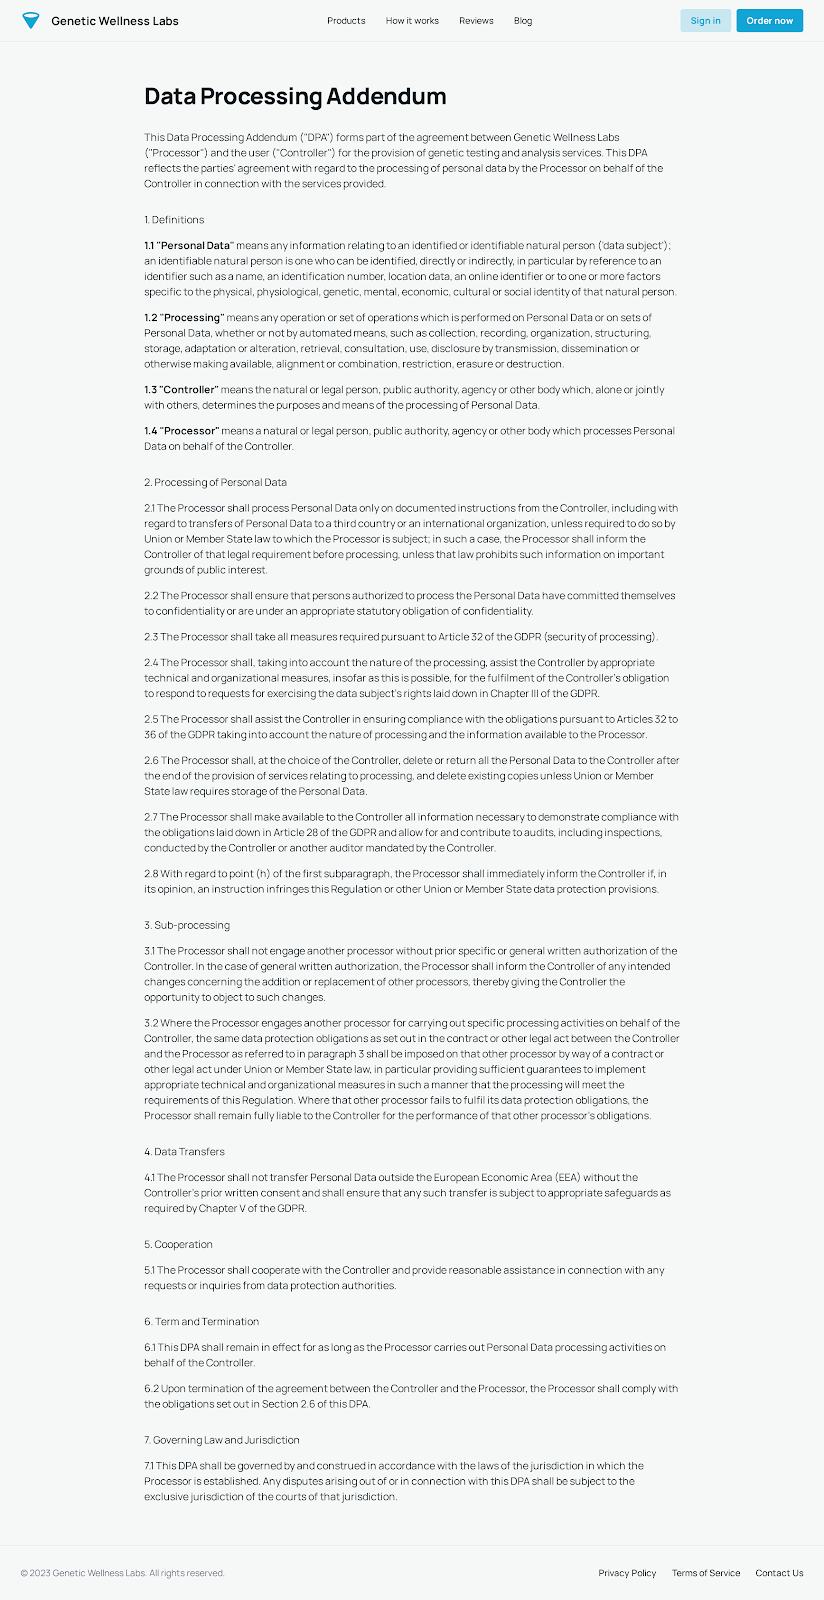 Genetic Wellness Labs
Products
How it works
Reviews
Blog
Sign in
Order now
Data Processing Addendum
This Data Processing Addendum ("DPA") forms part of the agreement between Genetic Wellness Labs
("Processor") and the user ("Controller") for the provision of genetic testing and analysis services. This DPA
reflects the parties' agreement with regard to the processing of personal data by the Processor on behalf of the
Controller in connection with the services provided.
1. Definitions
1.1 "Personal Data" means any information relating to an identified or identifiable natural person ('data subject');
an identifiable natural person is one who can be identified, directly or indirectly, in particular by reference to an
identifier such as a name, an identification number, location data, an online identifier or to one or more factors
specific to the physical, physiological, genetic, mental, economic, cultural or social identity of that natural person.
1.2 "Processing" means any operation or set of operations which is performed on Personal Data or on sets of
Personal Data, whether or not by automated means, such as collection, recording, organization, structuring,
storage, adaptation or alteration, retrieval, consultation, use, disclosure by transmission, dissemination or
otherwise making available, alignment or combination, restriction, erasure or destruction.
1.3 "Controller" means the natural or legal person, public authority, agency or other body which, alone or jointly
with others, determines the purposes and means of the processing of Personal Data.
1.4 "Processor" means a natural or legal person, public authority, agency or other body which processes Personal
Data on behalf of the Controller.
2. Processing of Personal Data
2.1 The Processor shall process Personal Data only on documented instructions from the Controller, including with
regard to transfers of Personal Data to a third country or an international organization, unless required to do so by
Union or Member State law to which the Processor is subject; in such a case, the Processor shall inform the
Controller of that legal requirement before processing, unless that law prohibits such information on important
grounds of public interest.
2.2 The Processor shall ensure that persons authorized to process the Personal Data have committed themselves
to confidentiality or are under an appropriate statutory obligation of confidentiality.
2.3 The Processor shall take all measures required pursuant to Article 32 of the GDPR (security of processing).
2.4 The Processor shall, taking into account the nature of the processing, assist the Controller by appropriate
technical and organizational measures, insofar as this is possible, for the fulfilment of the Controller's obligation
to respond to requests for exercising the data subject's rights laid down in Chapter III of the GDPR.
2.5 The Processor shall assist the Controller in ensuring compliance with the obligations pursuant to Articles 32 to
36 of the GDPR taking into account the nature of processing and the information available to the Processor.
2.6 The Processor shall, at the choice of the Controller, delete or return all the Personal Data to the Controller after
the end of the provision of services relating to processing, and delete existing copies unless Union or Member
State law requires storage of the Personal Data.
2.7 The Processor shall make available to the Controller all information necessary to demonstrate compliance with
the obligations laid down in Article 28 of the GDPR and allow for and contribute to audits, including inspections,
conducted by the Controller or another auditor mandated by the Controller.
2.8 With regard to point (h) of the first subparagraph, the Processor shall immediately inform the Controller if, in
its opinion, an instruction infringes this Regulation or other Union or Member State data protection provisions.
3. Sub-processing
3.1 The Processor shall not engage another processor without prior specific or general written authorization of the
Controller. In the case of general written authorization, the Processor shall inform the Controller of any intended
changes concerning the addition or replacement of other processors, thereby giving the Controller the
opportunity to object to such changes.
3.2 Where the Processor engages another processor for carrying out specific processing activities on behalf of the
Controller, the same data protection obligations as set out in the contract or other legal act between the Controller
and the Processor as referred to in paragraph 3 shall be imposed on that other processor by way of a contract or
other legal act under Union or Member State law, in particular providing sufficient guarantees to implement
appropriate technical and organizational measures in such a manner that the processing will meet the
requirements of this Regulation. Where that other processor fails to fulfil its data protection obligations, the
Processor shall remain fully liable to the Controller for the performance of that other processor's obligations.
4. Data Transfers
4.1 The Processor shall not transfer Personal Data outside the European Economic Area (EEA) without the
Controller's prior written consent and shall ensure that any such transfer is subject to appropriate safeguards as
required by Chapter V of the GDPR.
5. Cooperation
5.1 The Processor shall cooperate with the Controller and provide reasonable assistance in connection with any
requests or inquiries from data protection authorities.
6. Term and Termination
6.1 This DPA shall remain in effect for as long as the Processor carries out Personal Data processing activities on
behalf of the Controller.
6.2 Upon termination of the agreement between the Controller and the Processor, the Processor shall comply with
the obligations set out in Section 2.6 of this DPA.
7. Governing Law and Jurisdiction
7.1 This DPA shall be governed by and construed in accordance with the laws of the jurisdiction in which the
Processor is established. Any disputes arising out of or in connection with this DPA shall be subject to the
exclusive jurisdiction of the courts of that jurisdiction.
© 2023 Genetic Wellness Labs. All rights reserved.
Privacy Policy
Terms of Service
Contact Us